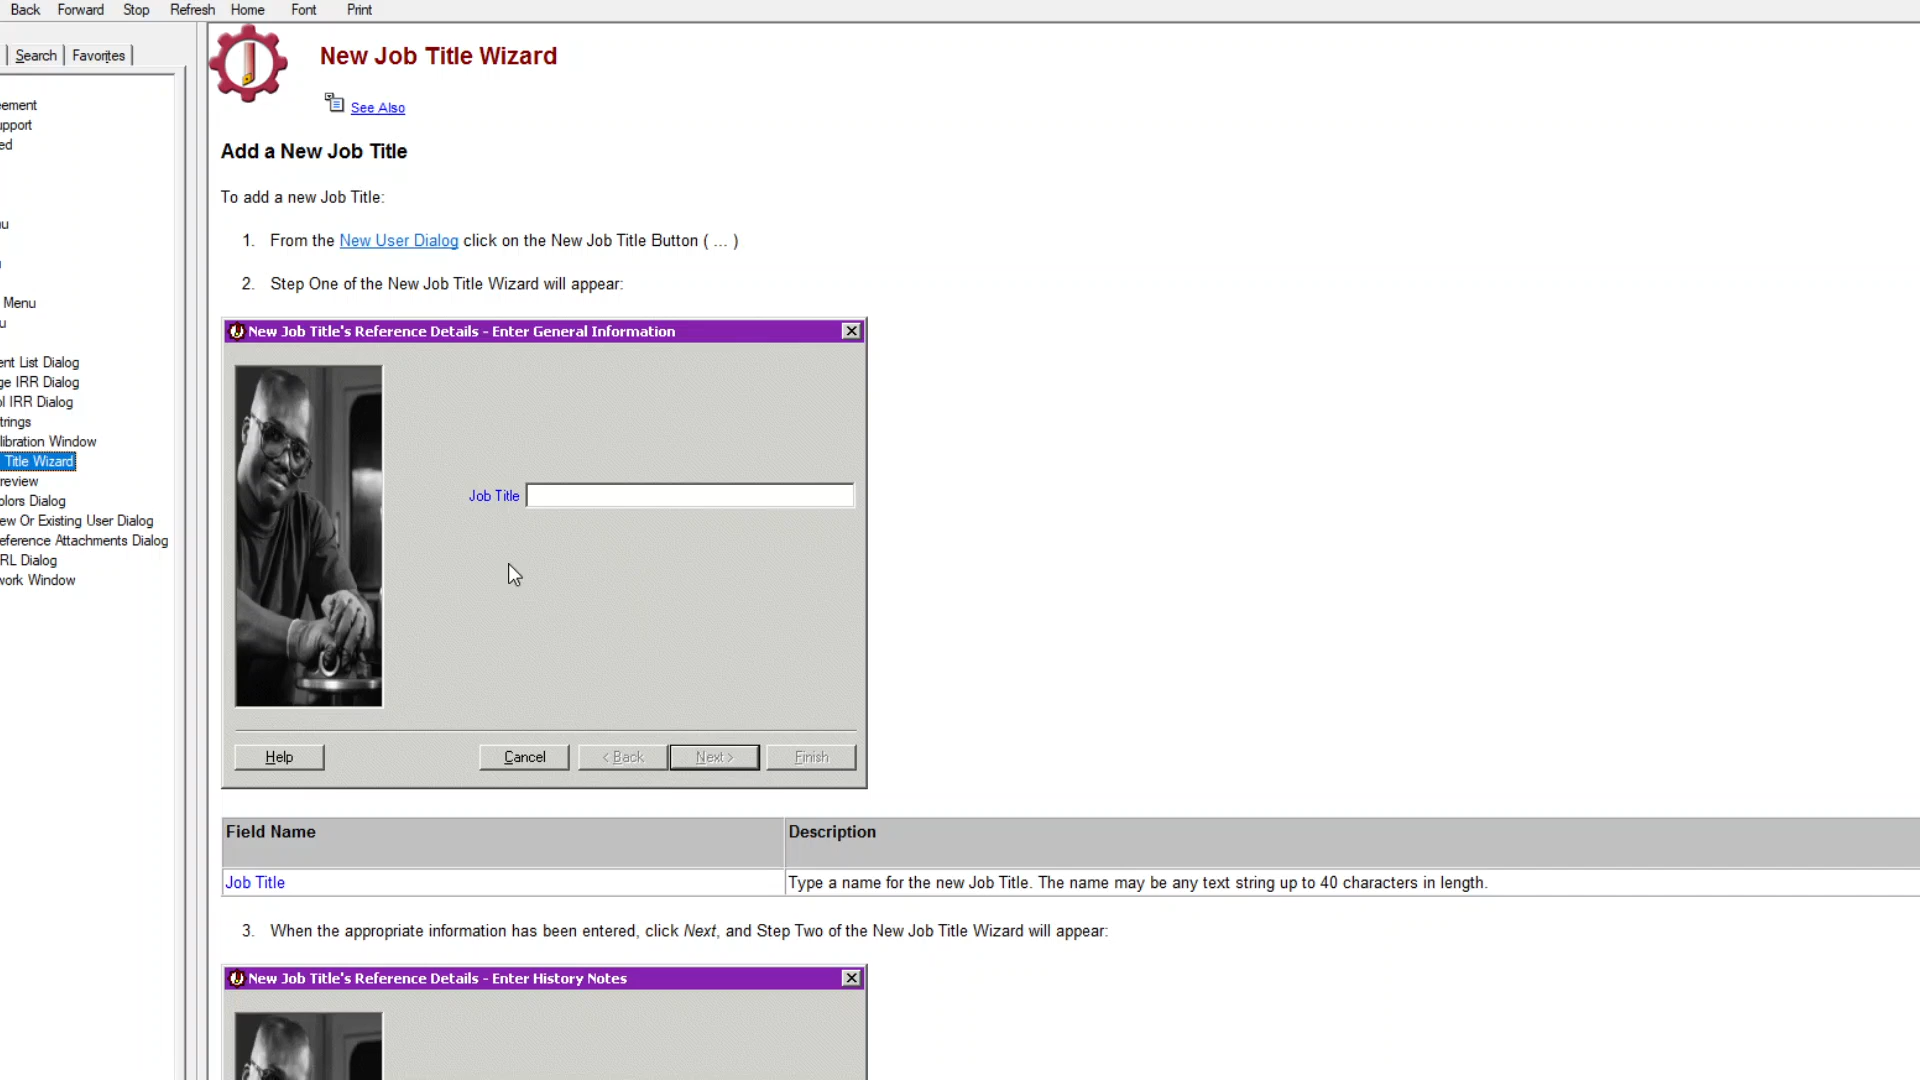 Back Forward Stop Refresh Home Font Print
Search Favorites
New Job Title Wizard
See Also
ement
upport
ed
Add a New Job Title
To add a new Job Title:
u
1. From the New User Dialog click on the New Job Title Button ( ... )
2. Step One of the New Job Title Wizard will appear:
Menu
u
ent List Dialog
ge IRR Dialog
ol IRR Dialog
trings
libration Window
Title Wizard
review
olors Dialog
ew Or Existing User Dialog
eference Attachments Dialog
RL Dialog
work Window
New Job Title's Reference Details - Enter General Information
Job Title
Help Cancel < Back Next > Finish
Field Name Description
Job Title Type a name for the new Job Title. The name may be any text string up to 40 characters in length.
3. When the appropriate information has been entered, click Next, and Step Two of the New Job Title Wizard will appear:
New Job Title's Reference Details - Enter History Notes